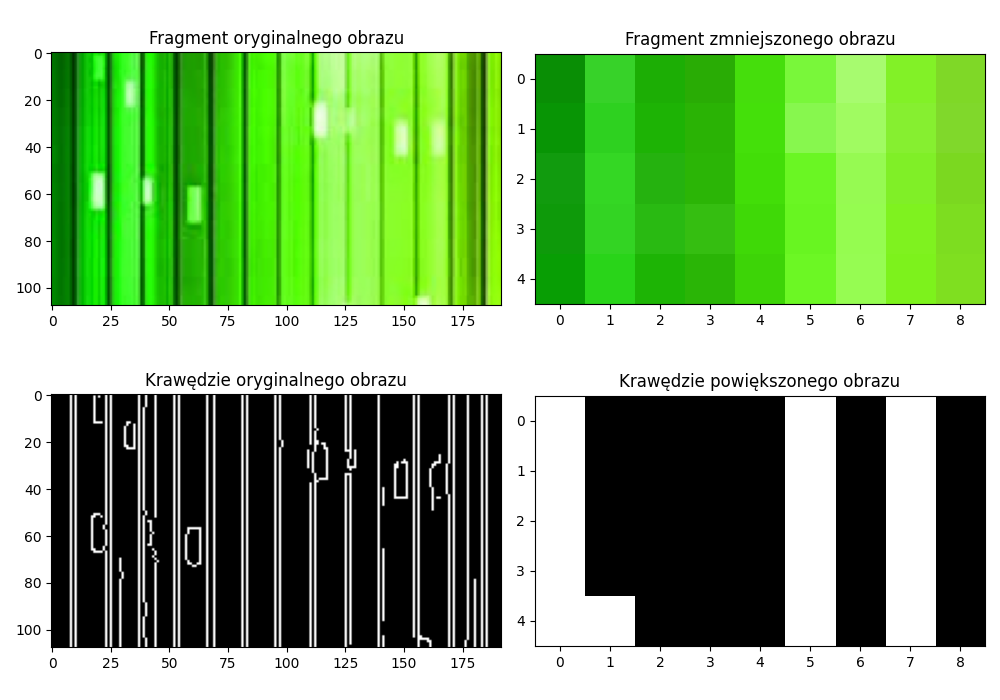 Fragment oryginalnego obrazu
0
20
40
60
80
100
0 25 50 75 100 125 150 175
Fragment zmniejszonego obrazu
0
1
2
3
4
0 1 2 3 4 5 6 7 8
Krawędzie oryginalnego obrazu
0
20
40
60
80
100
0 25 50 75 100 125 150 175
Krawędzie powiększonego obrazu
0
1
2
3
4
0 1 2 3 4 5 6 7 8